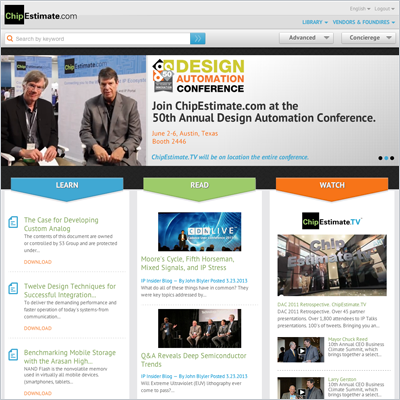 ChipEstimate.com
English
Logout
LIBRARY
VENDORS & FOUNDRIES
Search by keyword
Advanced
Concierege
ChipEstimate.com
DESIGN
AUTOMATION
CONFERENCE
Join ChipEstimate.com at the
50th Annual Design Automation Conference.
June 2-6, Austin, Texas
Booth 2446
ChipEstimate.TV will be on location the entire conference.
LEARN
The Case for Developing
Custom Analog
The contents of this document are owned
or controlled by S3 Group and are protected
under...
DOWNLOAD
Twelve Design Techniques for
Successful Integration...
To deliver the demanding performance and
faster operation of today's systems from
communication...
DOWNLOAD
Benchmarking Mobile Storage
with the Arasan High...
NAND Flash is the nonvolatile memory
used in virtually all mobile devices
(smartphones, tablets...
READ
CDNLIVE
Moore's Cycle, Fifth Horseman,
Mixed Signals, and IP Stress
IP Insider Blog — By John Blyler Posted 3.25.2013
What do all of these things have in common? They
were key topics addressed by...
Q&A Reveals Deep Semiconductor
Trends
IP Insider Blog — By John Blyler Posted 3.25.2013
Will Extreme Ultraviolet (EUV) lithography ever
come to pass?...
WATCH
ChipEstimate.TV
Chip
Estimate
DAC 2011 Retrospective. ChipEstimate.TV
DAC 2011 Retrospective. Over 45 partner
presentations. Over 1,800 attendees to IP Talks
presentations. 100's of tweets. Bringing you an...
Mayor Chuck Reed
10th Annual CEO Business
Climate Summit, which
brings together a select...
Larry Gerston
10th Annual CEO Business
Climate Summit, which
brings together a select...